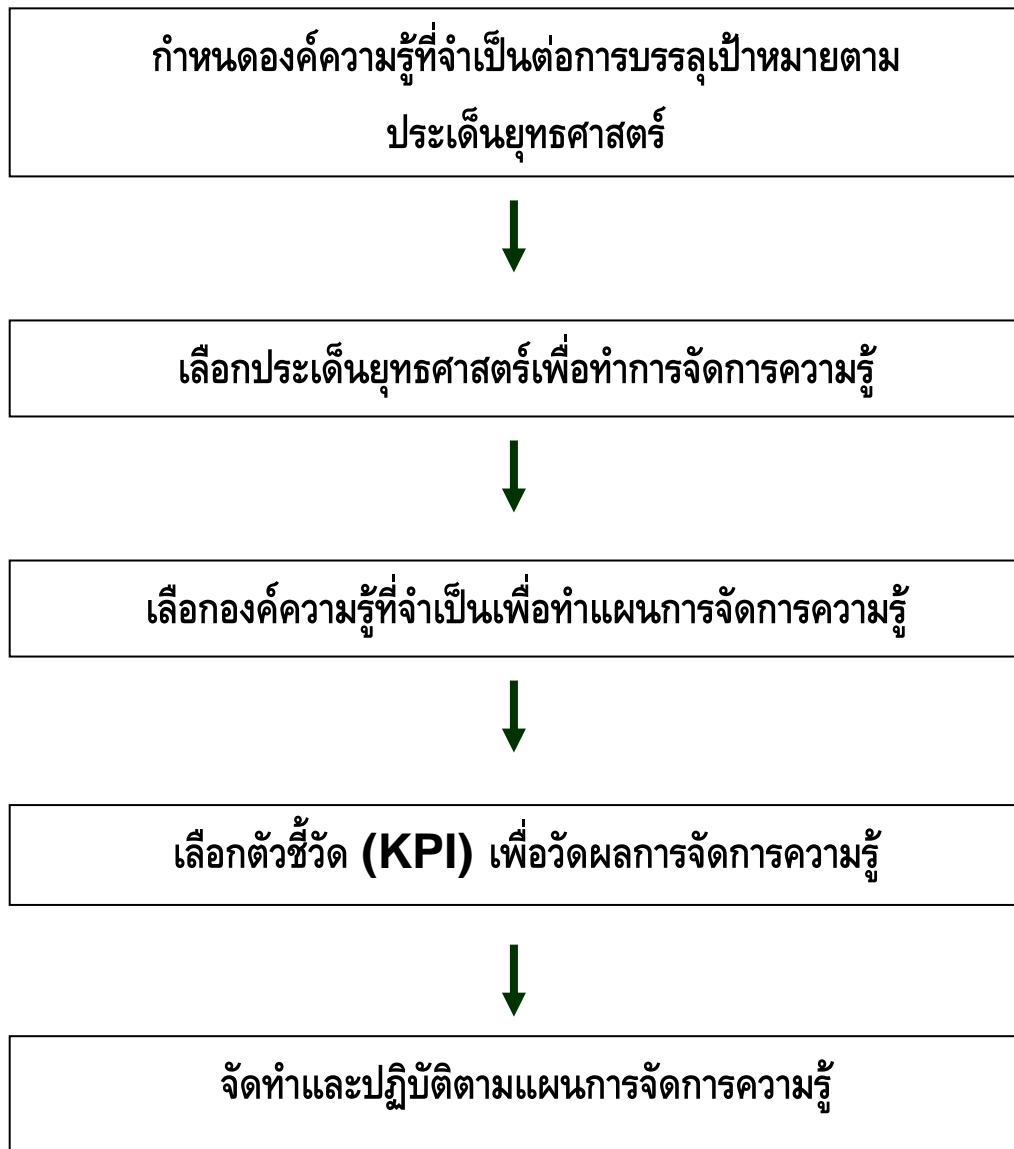 กำหนดองค์ความรู้ที่จำเป็นต่อการบรรลุเป้าหมายตาม
ประเด็นยุทธศาสตร์
เลือกประเด็นยุทธศาสตร์เพื่อทำการจัดการความรู้
เลือกองค์ความรู้ที่จำเป็นเพื่อทำแผนการจัดการความรู้
เลือกตัวชี้วัด (KPI) เพื่อวัดผลการจัดการความรู้
จัดทำและปฏิบัติตามแผนการจัดการความรู้